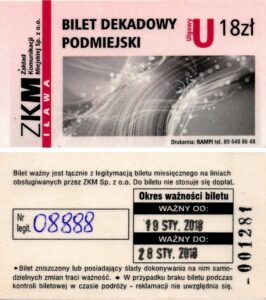 BILET DEKADOWY
PODMIEJSKI
Ulgowy U 18zł
ZKM Zakład
Komunikacji
Miejskiej Sp. z o.o.
IŁAWA
Drukarnia: RAMPI tel. 89 648 86 48
Bilet ważny jest łącznie z legitymacją biletu miesięcznego na liniach
obsługiwanych przez ZKM Sp. z o.o. Do biletu nie stosuje się dopłat.
Nr
legit.
08888
Okres ważności biletu
WAŻNY OD:
19 STY. 2018
WAŻNY DO:
28 STY. 2018
-001281
• Bilet zniszczony lub posiadający ślady dokonywania na nim samo-
dzielnych zmian traci ważność. • W przypadku braku biletu podczas
kontroli biletowej w czasie podróży - reklamacji nie uwzględnia się.